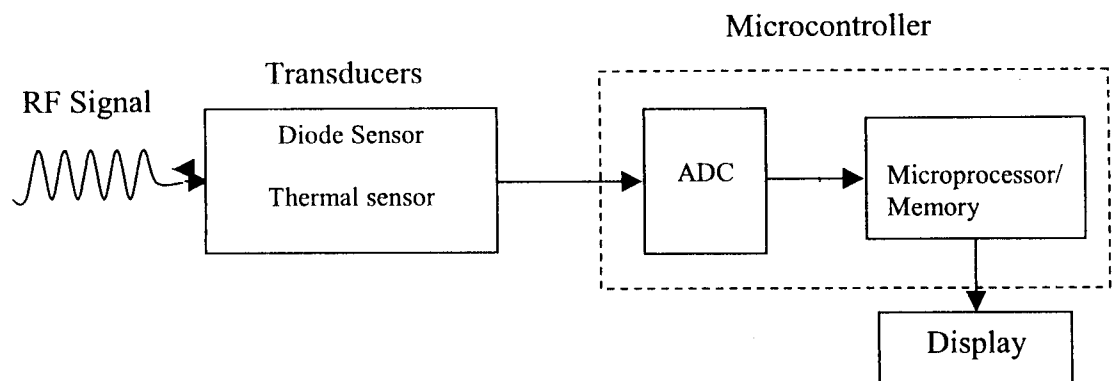 Microcontroller
Transducers
RF Signal
Diode Sensor
Thermal sensor
ADC
Microprocessor/
Memory
Display